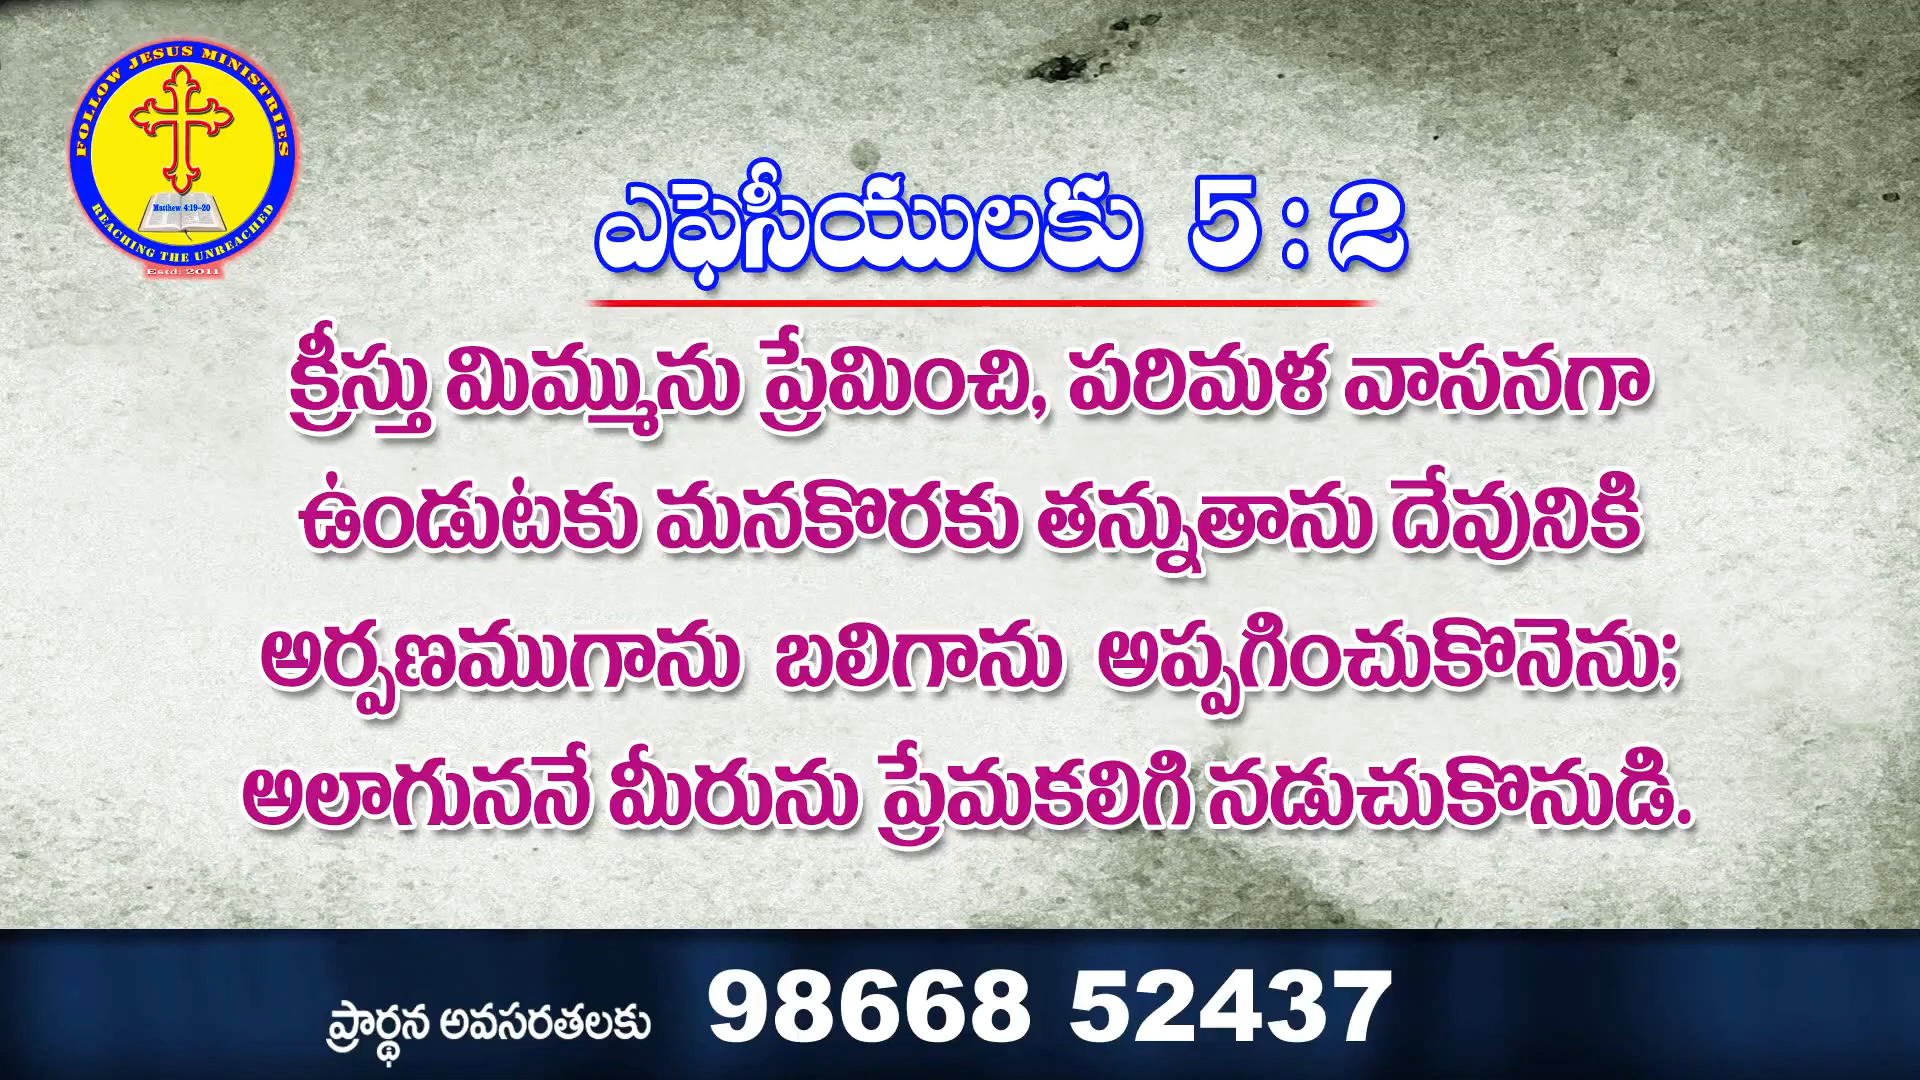 FOLLOW JESUS MINISTRIES
Matthew 4:19-20
REACHING THE UNREACHED
Estd: 2011
ఎఫెసీయులకు 5:2
క్రీస్తు మిమ్మును ప్రేమించి, పరిమళ వాసనగా
ఉండుటకు మనకొరకు తన్నుతాను దేవునికి
అర్పణముగాను బలిగాను అప్పగించుకొనెను;
అలాగుననే మీరును ప్రేమకలిగి నడుచుకొనుడి.
ప్రార్థన అవసరతలకు 98668 52437